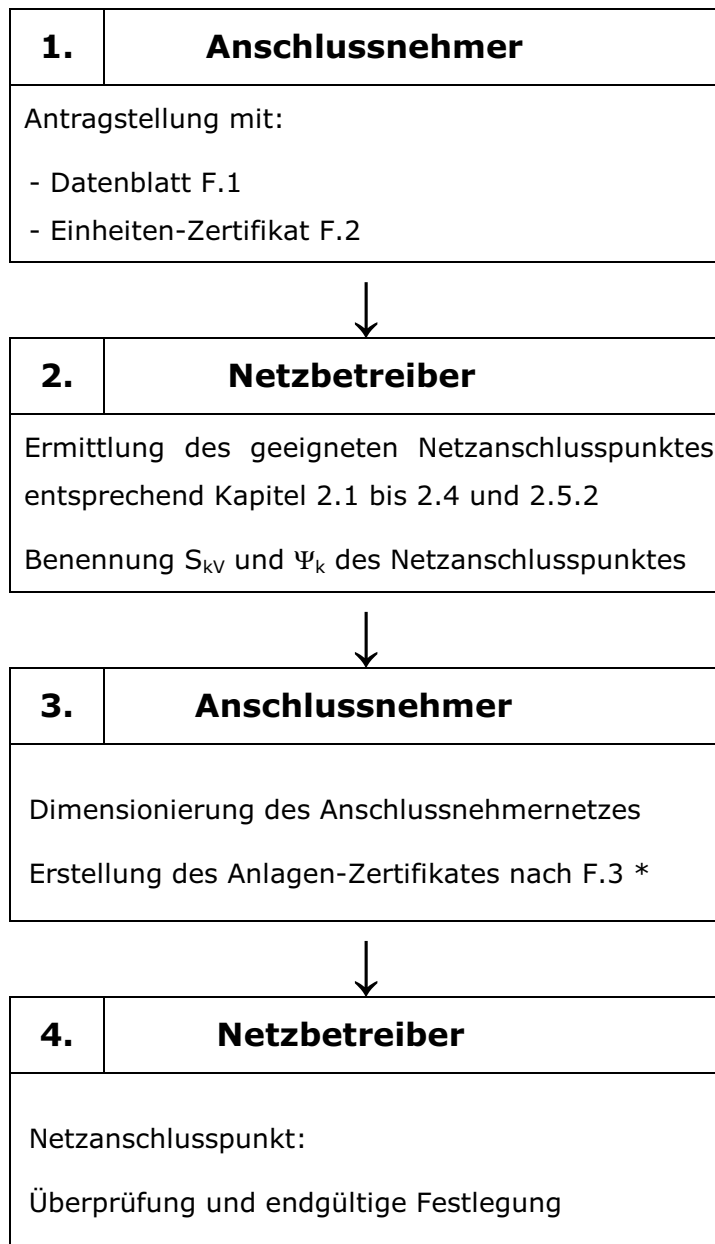 1. Anschlussnehmer
Antragstellung mit:
- Datenblatt F.1
- Einheiten-Zertifikat F.2
2. Netzbetreiber
Ermittlung des geeigneten Netzanschlusspunktes
entsprechend Kapitel 2.1 bis 2.4 und 2.5.2
Benennung SkV und Ψk des Netzanschlusspunktes
3. Anschlussnehmer
Dimensionierung des Anschlussnehmernetzes
Erstellung des Anlagen-Zertifikates nach F.3 *
4. Netzbetreiber
Netzanschlusspunkt:
Überprüfung und endgültige Festlegung